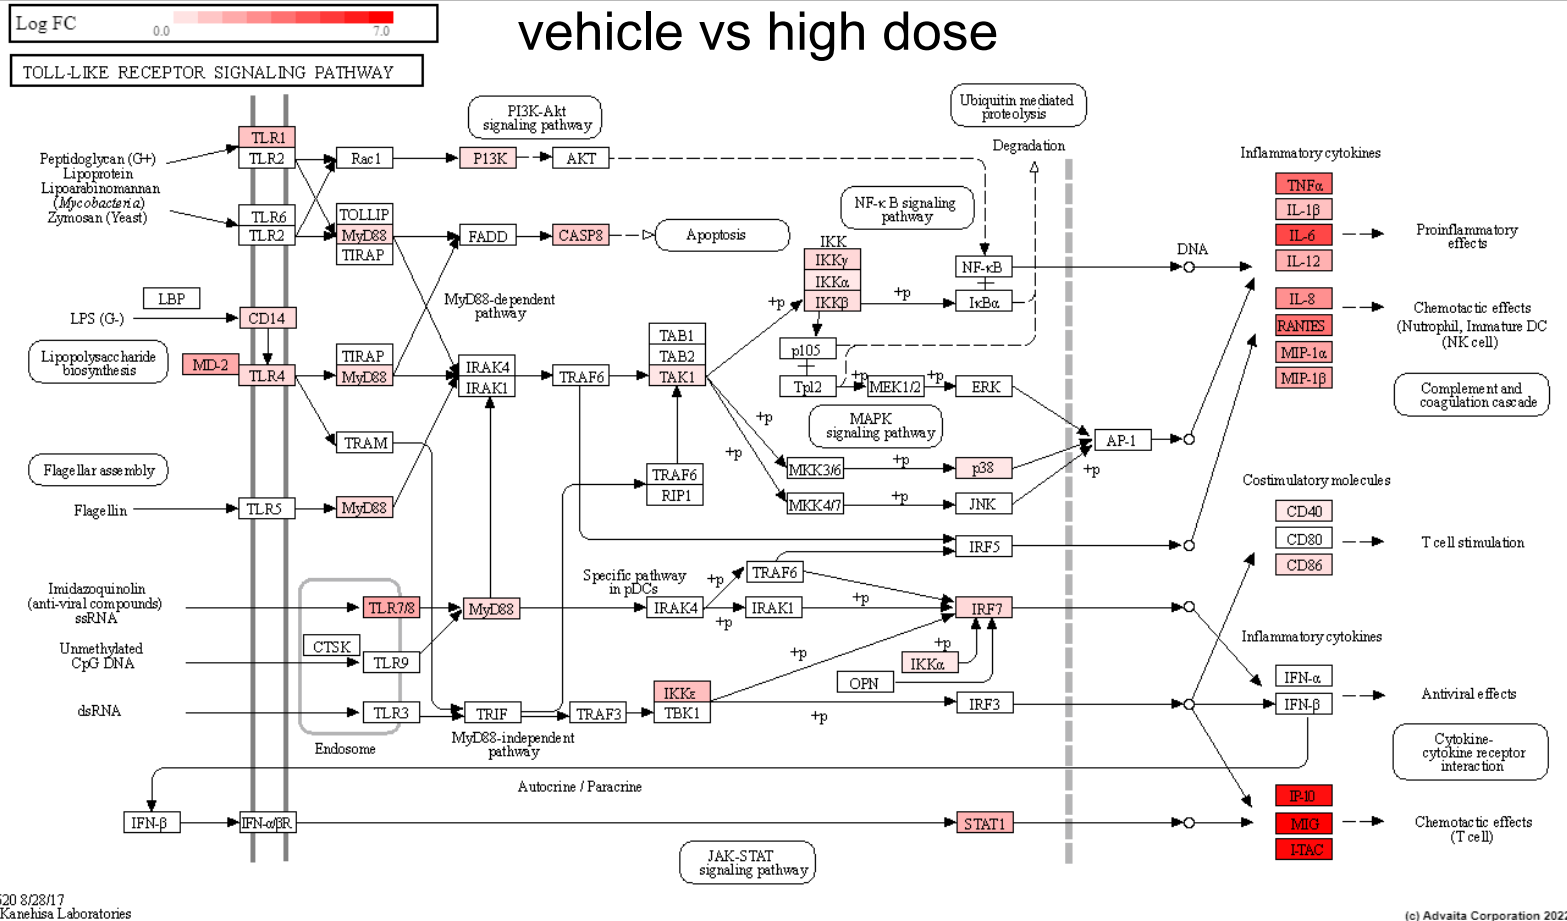 Log FC
0.0
7.0
vehicle vs high dose
TOLL-LIKE RECEPTOR SIGNALING PATHWAY
PI3K-Akt
signaling pathway
Ubiquitin mediated
proteolysis
Degradation
TLR1
TLR2
Peptidoglycan (G+)
Lipoprotein
Lipoarabinomannan
(Mycobacteria)
Zymosan (Yeast)
Rac1
P13K
AKT
Inflammatory cytokines
TNFα
IL-1β
IL-6
IL-12
Proinflammatory
effects
NF-κB signaling
pathway
TLR6
TLR2
TOLLIP
MyD88
TIRAP
FADD
CASP8
Apoptosis
IKK
IKKγ
IKKα
IKKβ
NF-κB
IκBα
DNA
+p
+p
LBP
LPS (G-)
CD14
MyD88-dependent
pathway
IL-8
RANTES
MIP-1α
MIP-1β
Chemotactic effects
(Nutrophil, Immature DC
(NK cell)
Lipopolysaccharide
biosynthesis
MD-2
TLR4
TIRAP
MyD88
IRAK4
IRAK1
TRAF6
TAB1
TAB2
TAK1
p105
Tpl2
+p
MEK1/2
+p
ERK
Complement and
coagulation cascade
MAPK
signaling pathway
+p
+p
TRAM
AP-1
Flagellar assembly
TRAF6
RIP1
MKK3/6
+p
p38
+p
MKK4/7
+p
JNK
Flagellin
TLR5
MyD88
Costimulatory molecules
CD40
CD80
CD86
T cell stimulation
IRF5
Specific pathway
in pDCs
+p
TRAF6
Imidazoquinolin
(anti-viral compounds)
ssRNA
TLR7/8
MyD88
IRAK4
+p
IRAK1
+p
IRF7
Unmethylated
CpG DNA
CTSK
TLR9
+p
+p
IKKα
OPN
Inflammatory cytokines
IFN-α
IFN-β
Antiviral effects
dsRNA
TLR3
TRIF
TRAF3
IKKε
TBK1
+p
IRF3
Endosome
MyD88-independent
pathway
Cytokine-
cytokine receptor
interaction
Autocrine / Paracrine
IFN-β
IFN-α/βR
STAT1
IP-10
MIG
I-TAC
Chemotactic effects
(T cell)
JAK-STAT
signaling pathway
620 8/28/17
Kanehisa Laboratories
(c) Advaita Corporation 2022